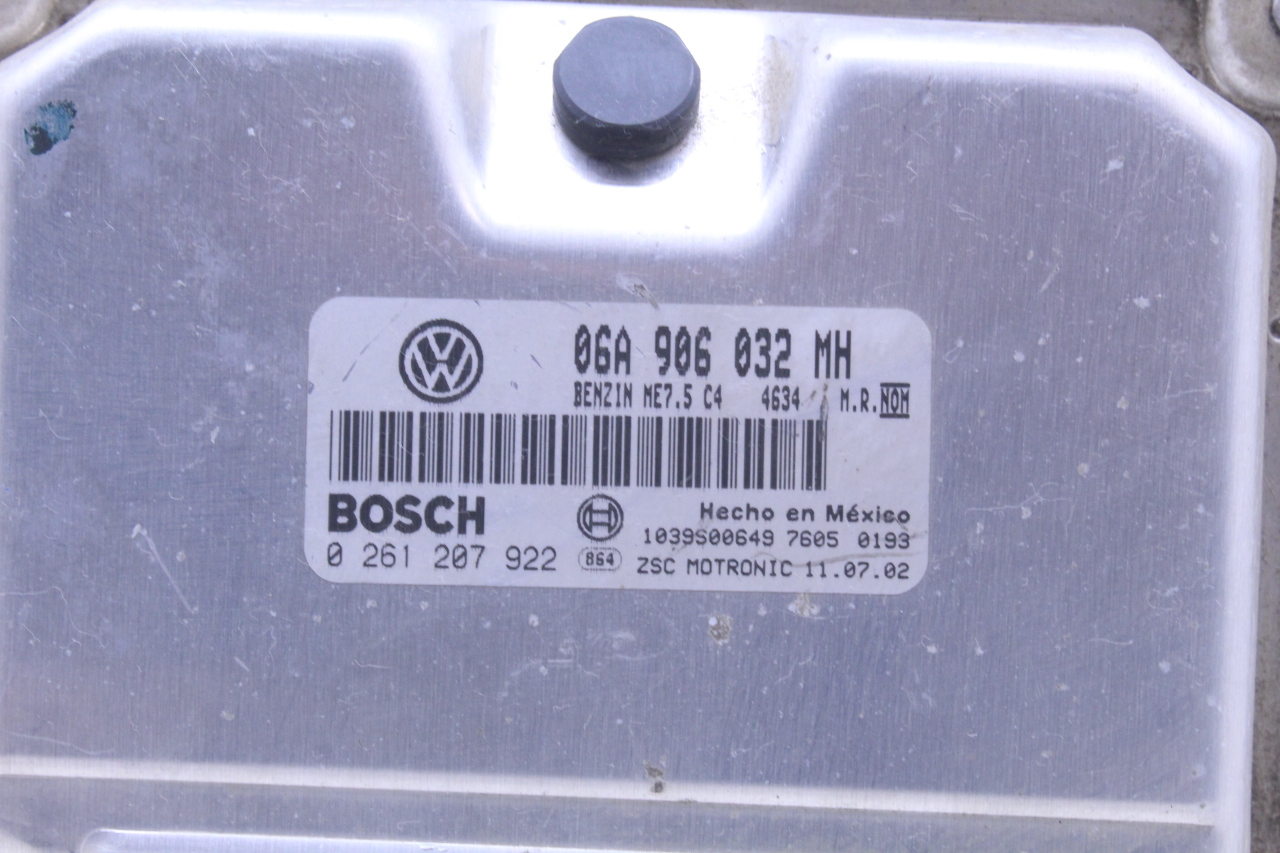 06A 906 032 MH
BENZIN ME7.5 C4 4634 M.R. NOM
BOSCH
Hecho en México
1039S00649 7605 0193
0 261 207 922
864
ZSC MOTRONIC 11.07.02